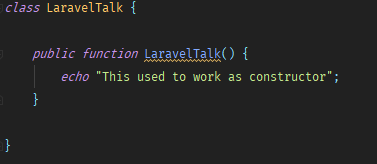 class LaravelTalk {
public function LaravelTalk() {
echo "This used to work as constructor";
}
}